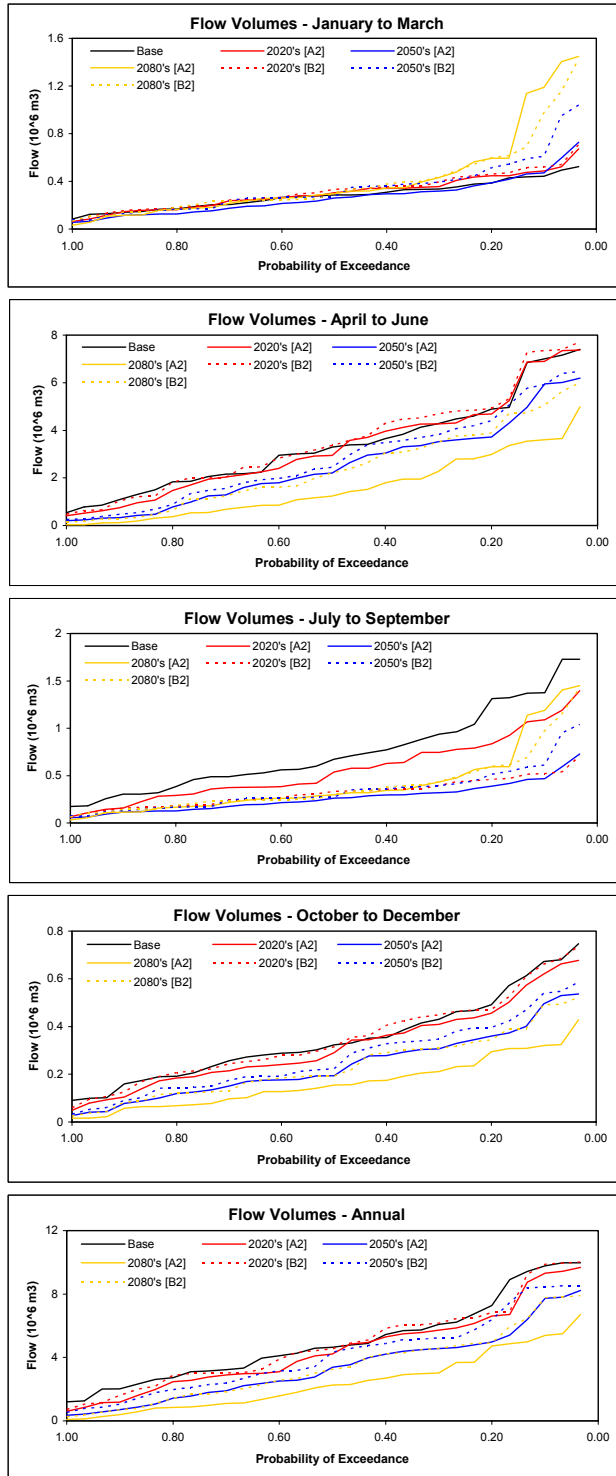 Flow Volumes - January to March
Base 2020's [A2] 2050's [A2]
2080's [A2] 2020's [B2] 2050's [B2]
2080's [B2]
Flow (10^6 m3)
1.6
1.2
0.8
0.4
0
1.00 0.80 0.60 0.40 0.20 0.00
Probability of Exceedance
Flow Volumes - April to June
Base 2020's [A2] 2050's [A2]
2080's [A2] 2020's [B2] 2050's [B2]
2080's [B2]
Flow (10^6 m3)
8
6
4
2
0
1.00 0.80 0.60 0.40 0.20 0.00
Probability of Exceedance
Flow Volumes - July to September
Base 2020's [A2] 2050's [A2]
2080's [A2] 2020's [B2] 2050's [B2]
2080's [B2]
Flow (10^6 m3)
2
1.5
1
0.5
0
1.00 0.80 0.60 0.40 0.20 0.00
Probability of Exceedance
Flow Volumes - October to December
Base 2020's [A2] 2050's [A2]
2080's [A2] 2020's [B2] 2050's [B2]
2080's [B2]
Flow (10^6 m3)
0.8
0.6
0.4
0.2
0
1.00 0.80 0.60 0.40 0.20 0.00
Probability of Exceedance
Flow Volumes - Annual
Base 2020's [A2] 2050's [A2]
2080's [A2] 2020's [B2] 2050's [B2]
2080's [B2]
Flow (10^6 m3)
12
8
4
0
1.00 0.80 0.60 0.40 0.20 0.00
Probability of Exceedance